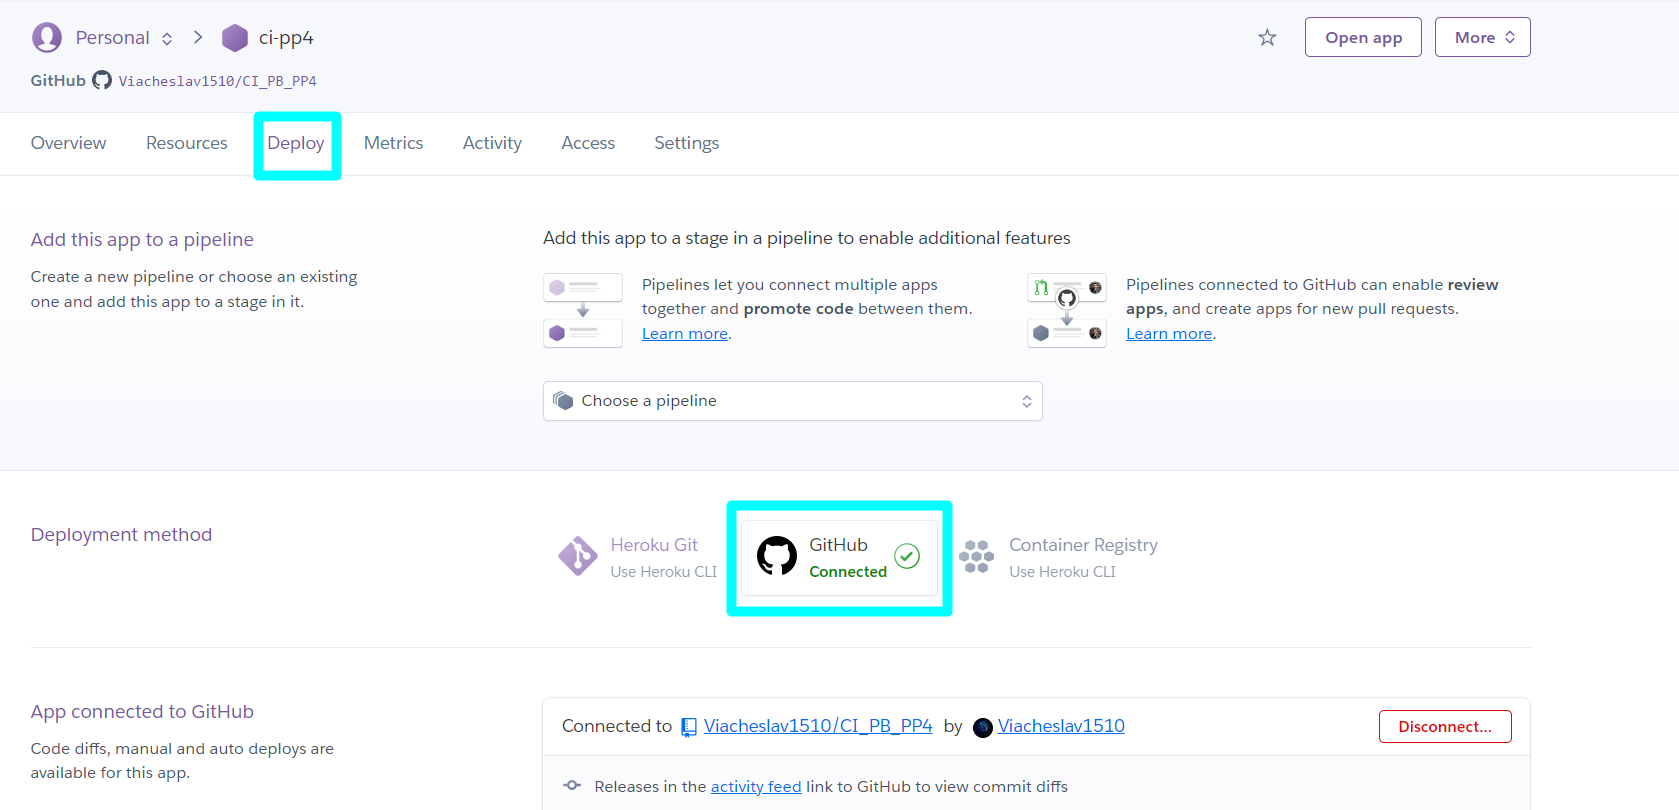 Personal ci-pp4 Open app More
GitHub Viacheslav1510/CI_PB_PP4
Overview Resources Deploy Metrics Activity Access Settings
Add this app to a pipeline
Create a new pipeline or choose an existing
one and add this app to a stage in it.
Add this app to a stage in a pipeline to enable additional features
Pipelines let you connect multiple apps
together and promote code between them.
Learn more.
Pipelines connected to GitHub can enable review
apps, and create apps for new pull requests.
Learn more.
Choose a pipeline
Deployment method
Heroku Git
Use Heroku CLI
GitHub
Connected
Container Registry
Use Heroku CLI
App connected to GitHub
Code diffs, manual and auto deploys are
available for this app.
Connected to Viacheslav1510/CI_PB_PP4 by Viacheslav1510 Disconnect...
Releases in the activity feed link to GitHub to view commit diffs